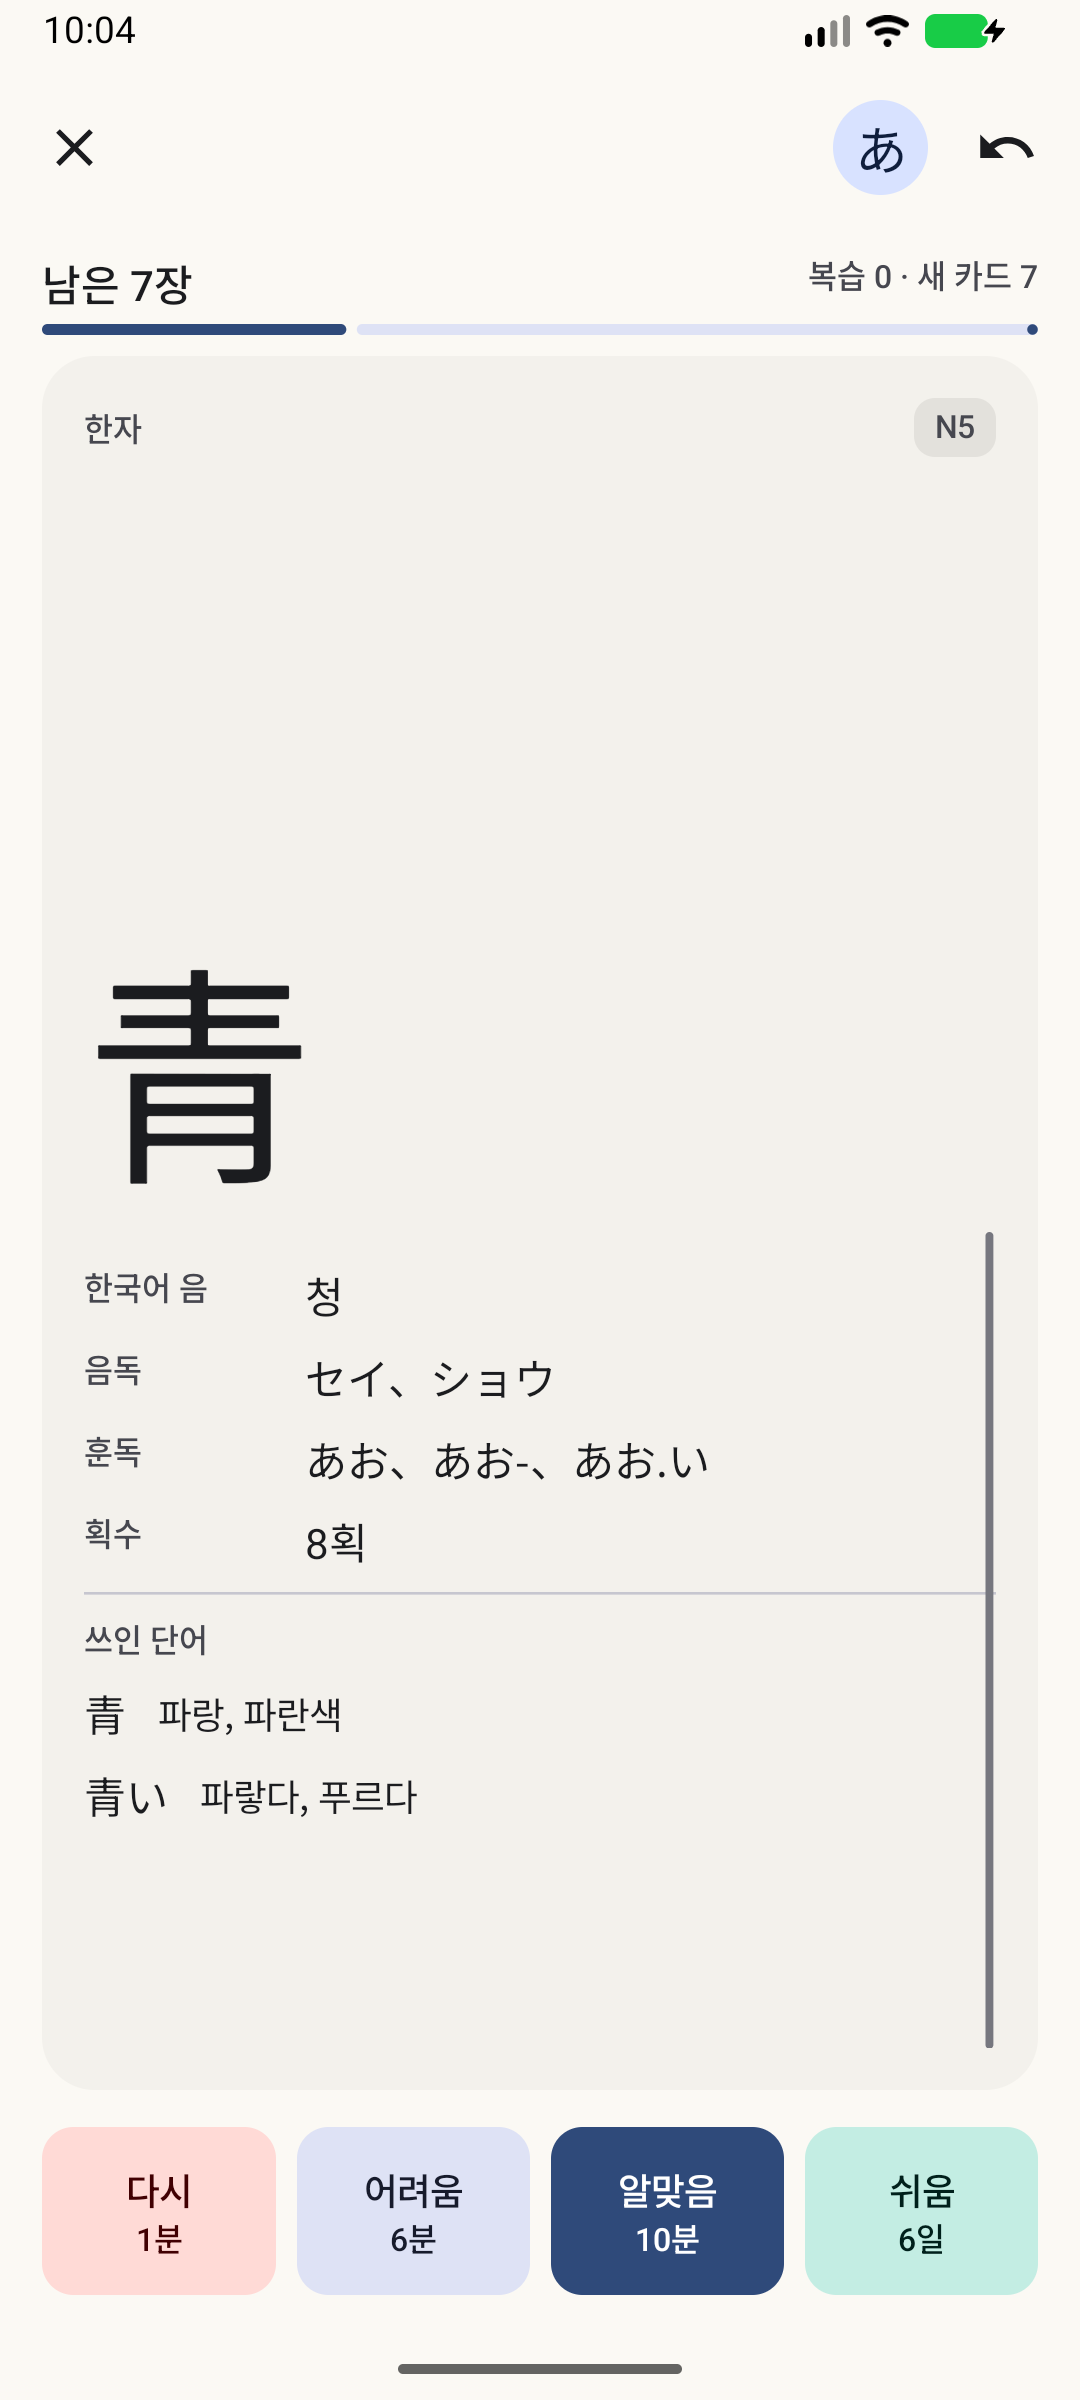 10:04
あ
남은 7장
복습 0 · 새 카드 7
한자
N5
青
한국어 음 청
음독 セイ、ショウ
훈독 あお、あお-、あお.い
획수 8획
쓰인 단어
青 파랑, 파란색
青い 파랗다, 푸르다
다시
1분
어려움
6분
알맞음
10분
쉬움
6일